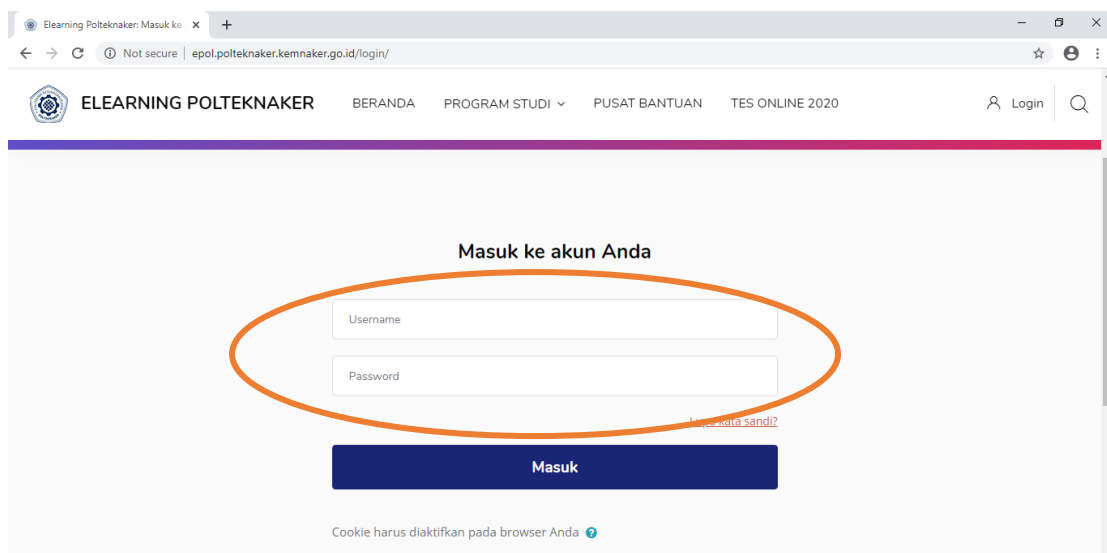 Elearning Polteknaker: Masuk ke
Not secure | epol.polteknaker.kemnaker.go.id/login/
ELEARNING POLTEKNAKER BERANDA PROGRAM STUDI PUSAT BANTUAN TES ONLINE 2020 Login
Masuk ke akun Anda
Username
Password
kata sandi?
Masuk
Cookie harus diaktifkan pada browser Anda